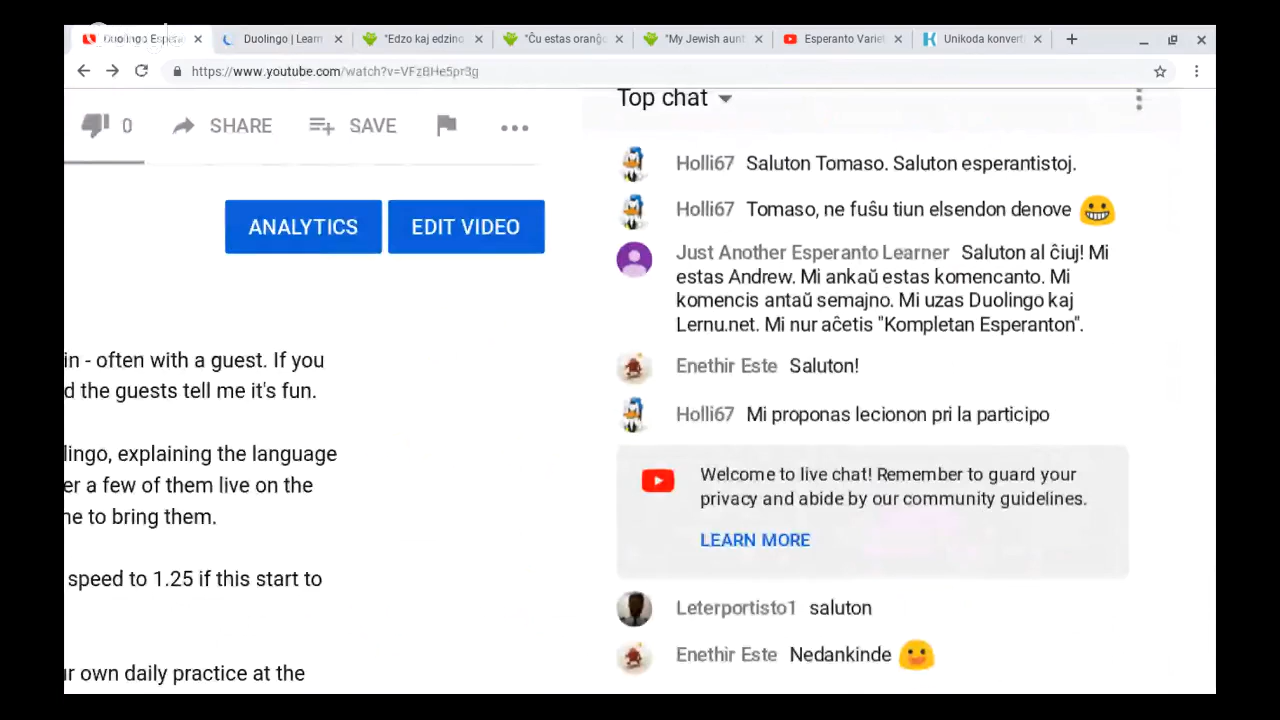 Duolingo Espera
Duolingo | Learn
"Edzo kaj edzino
"Ĉu estas oranĝ
"My Jewish aunt
Esperanto Variet
Unikoda konvert
https://www.youtube.com/watch?v=VFzBHe5pr3g
0 SHARE SAVE
ANALYTICS EDIT VIDEO
in - often with a guest. If you
d the guests tell me it's fun.
lingo, explaining the language
er a few of them live on the
ne to bring them.
speed to 1.25 if this start to
ur own daily practice at the
Top chat
Holli67 Saluton Tomaso. Saluton esperantistoj.
Holli67 Tomaso, ne fuŝu tiun elsendon denove
Just Another Esperanto Learner Saluton al ĉiuj! Mi
estas Andrew. Mi ankaŭ estas komencanto. Mi
komencis antaŭ semajno. Mi uzas Duolingo kaj
Lernu.net. Mi nur aĉetis "Kompletan Esperanton".
Enethir Este Saluton!
Holli67 Mi proponas lecionon pri la participo
Welcome to live chat! Remember to guard your
privacy and abide by our community guidelines.
LEARN MORE
Leterportisto1 saluton
Enethir Este Nedankinde